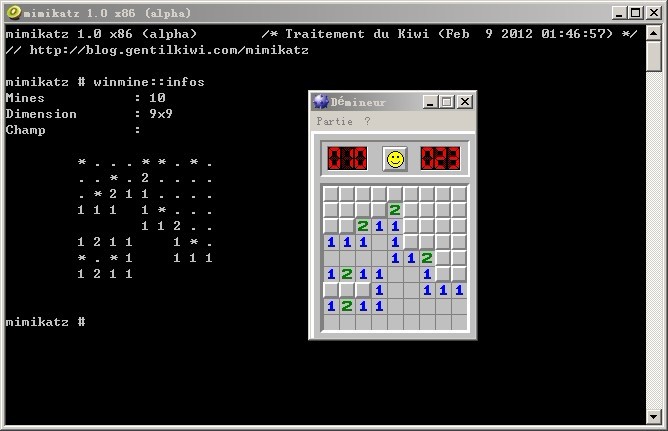 mimikatz 1.0 x86 (alpha)
mimikatz 1.0 x86 (alpha)        /* Traitement du Kiwi (Feb  9 2012 01:46:57) */
// http://blog.gentilkiwi.com/mimikatz
mimikatz # winmine::infos
Mines           : 10
Dimension       : 9x9
Champ           :
* . . . * * . * .
. . * . 2 . . . .
. * 2 1 1 . . . .
1 1 1   1 * . . .
        1 1 2 . .
1 2 1 1     1 * .
* . * 1     1 1 1
1 2 1 1
mimikatz #
Démineur
Partie ?
010 023
2
2 1 1
1 1 1 1
1 1 2
1 2 1 1 1
1 1 1 1
1 2 1 1